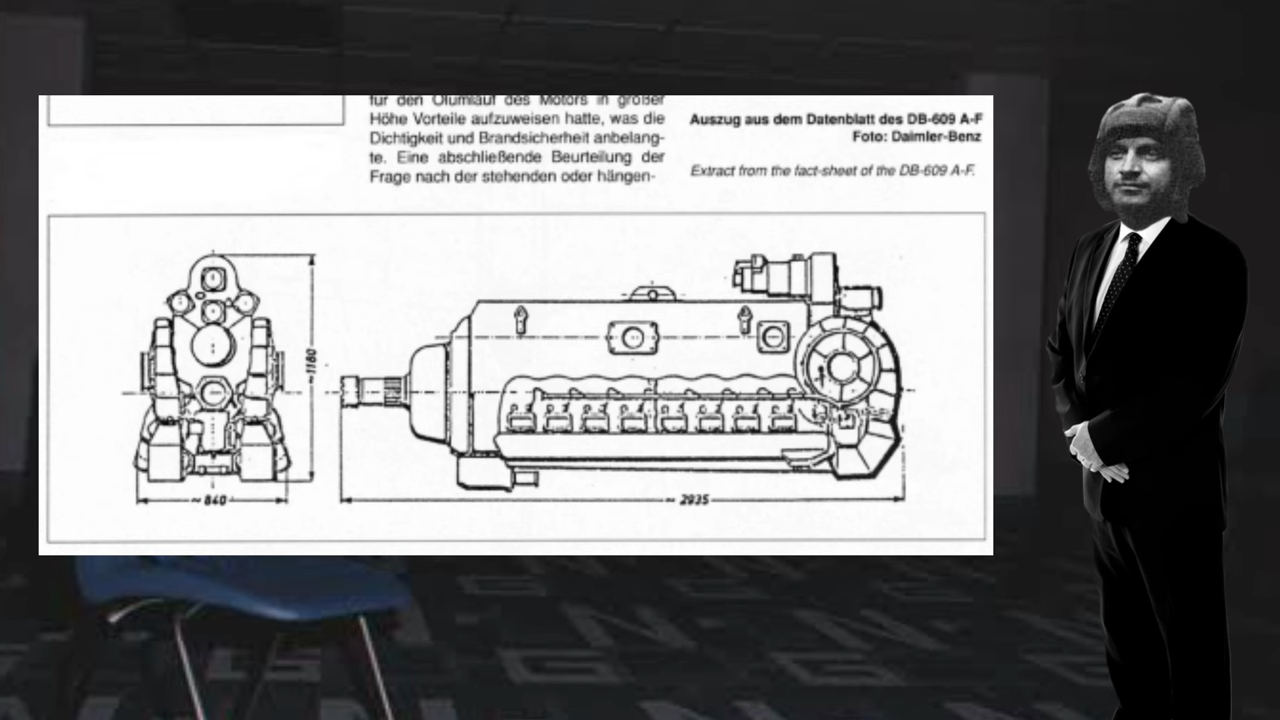 für den Ölumlauf des Motors in großer
Höhe Vorteile aufzuweisen hatte, was die
Dichtigkeit und Brandsicherheit anbelang-
te. Eine abschließende Beurteilung der
Frage nach der stehenden oder hängen-
Auszug aus dem Datenblatt des DB-609 A-F
Foto: Daimler-Benz
Extract from the fact-sheet of the DB-609 A-F.
~1180
~ 840
~ 2935